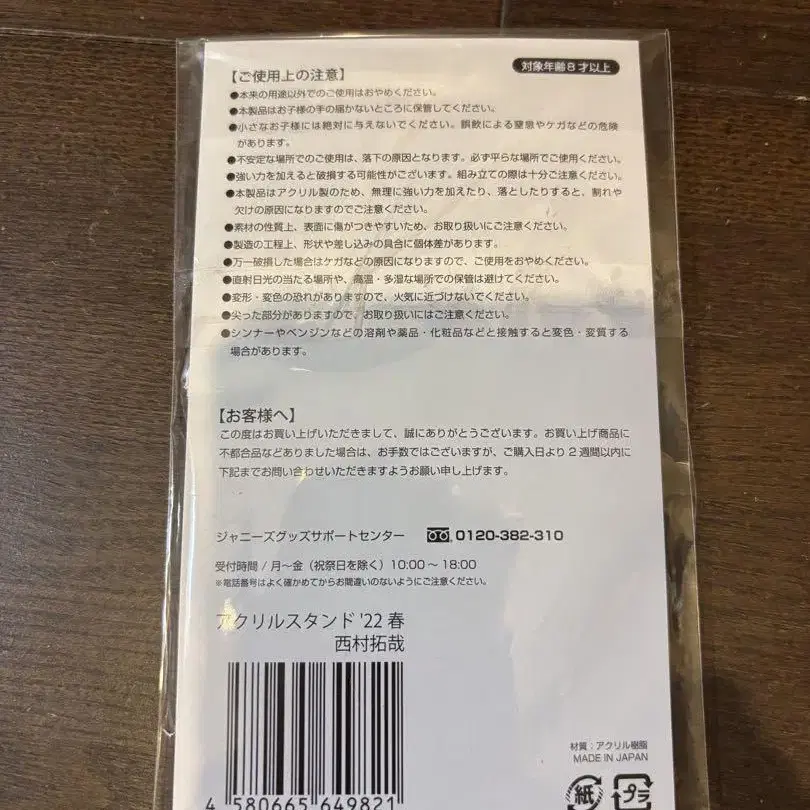 【ご使用上の注意】
対象年齢8才以上
●本来の用途以外でのご使用はおやめください。
●本製品はお子様の手の届かないところに保管してください。
●小さなお子様には絶対に与えないでください。誤飲による窒息やケガなどの危険
があります。
●不安定な場所でのご使用は、落下の原因となります。必ず平らな場所でご使用ください。
●強い力を加えると破損する可能性がございます。組み立ての際は十分ご注意ください。
●本製品はアクリル製のため、無理に強い力を加えたり、落としたりすると、割れや
欠けの原因になりますのでご注意ください。
●素材の性質上、表面に傷がつきやすいため、お取り扱いにご注意ください。
●製造の工程上、形状や差し込みの具合に個体差があります。
●万一破損した場合はケガなどの原因になりますので、ご使用をおやめください。
●直射日光の当たる場所や、高温・多湿な場所での保管は避けてください。
●変形・変色の恐れがありますので、火気に近づけないでください。
●尖った部分がありますので、お取り扱いにはご注意ください。
●シンナーやベンジンなどの溶剤や薬品・化粧品などと接触すると変色・変質する
場合があります。
【お客様へ】
この度はお買い上げいただきまして、誠にありがとうございます。お買い上げ商品に
不都合品などありました場合は、お手数ではございますが、ご購入日より2週間以内に
下記までお問い合わせいただきますようお願い申し上げます。
ジャニーズグッズサポートセンター 0120-382-310
受付時間/月〜金(祝祭日を除く)10:00〜18:00
※電話番号はよく確かめてからお間違いのないようにご注意ください。
アクリルスタンド '22 春
西村拓哉
4 580665 649821
材質:アクリル樹脂
MADE IN JAPAN
紙 プラ